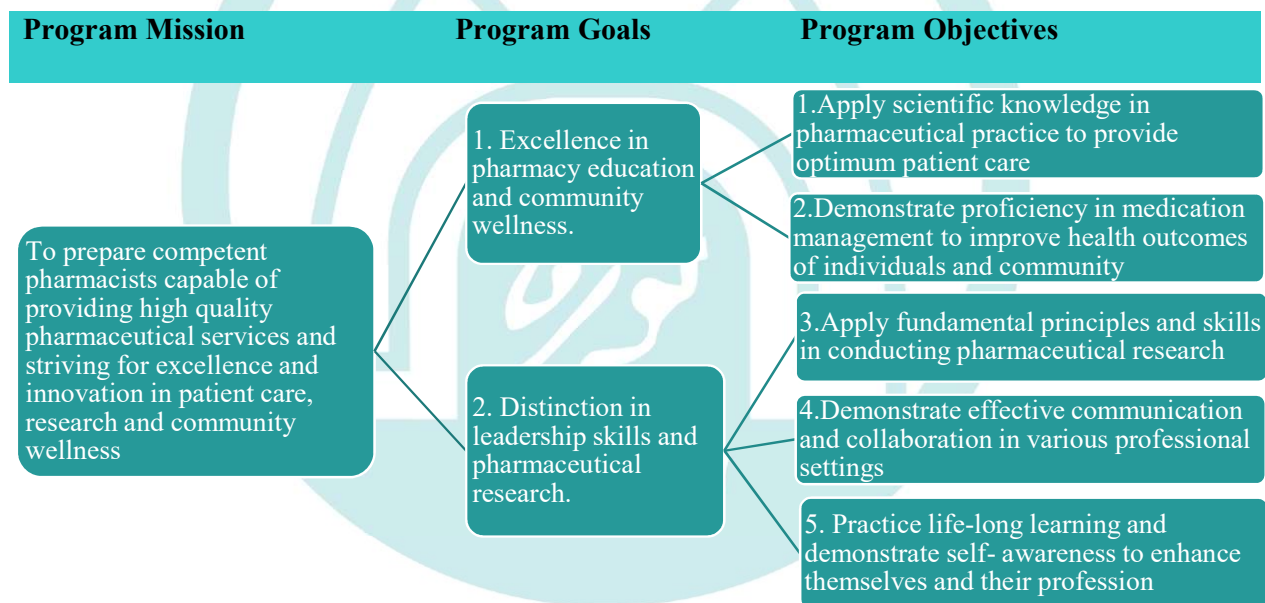 Program Mission
Program Goals
Program Objectives
To prepare competent
pharmacists capable of
providing high quality
pharmaceutical services and
striving for excellence and
innovation in patient care,
research and community
wellness
1. Excellence in
pharmacy education
and community
wellness.
2. Distinction in
leadership skills and
pharmaceutical
research.
1.Apply scientific knowledge in
pharmaceutical practice to provide
optimum patient care
2.Demonstrate proficiency in medication
management to improve health outcomes
of individuals and community
3.Apply fundamental principles and skills
in conducting pharmaceutical research
4.Demonstrate effective communication
and collaboration in various professional
settings
5. Practice life-long learning and
demonstrate self- awareness to enhance
themselves and their profession